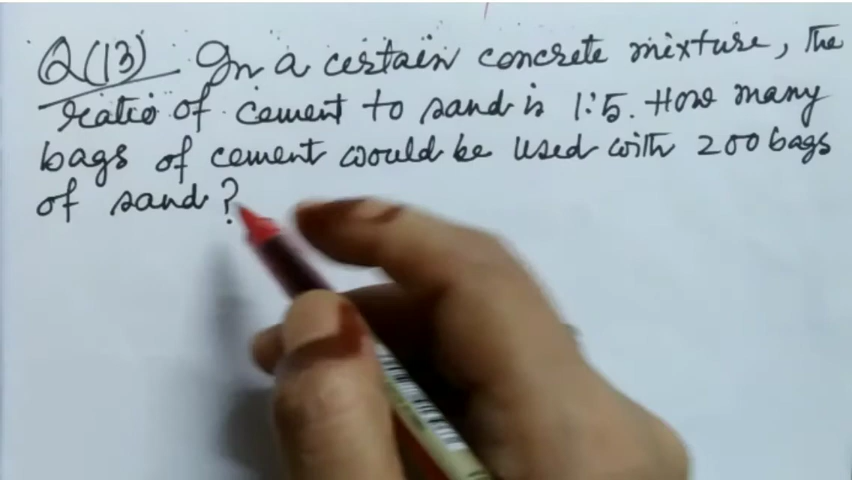 Q(13) In a certain concrete mixture, the
ratio of cement to sand is 1:5. How many
bags of cement would be used with 200 bags
of sand?